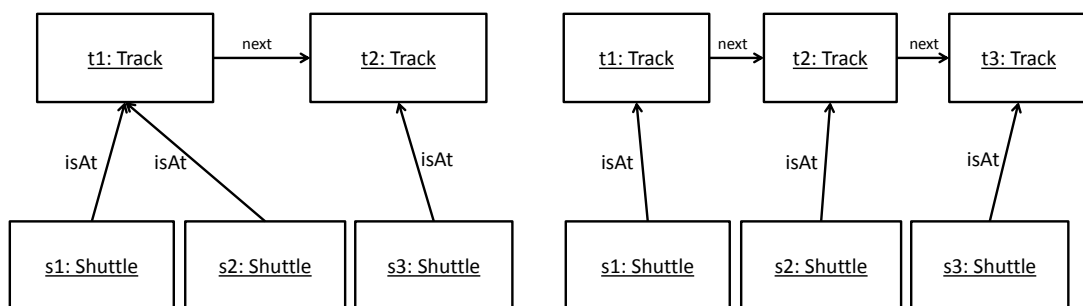 t1: Track
next
t2: Track
isAt
isAt
isAt
s1: Shuttle
s2: Shuttle
s3: Shuttle
t1: Track
next
t2: Track
next
t3: Track
isAt
isAt
isAt
s1: Shuttle
s2: Shuttle
s3: Shuttle